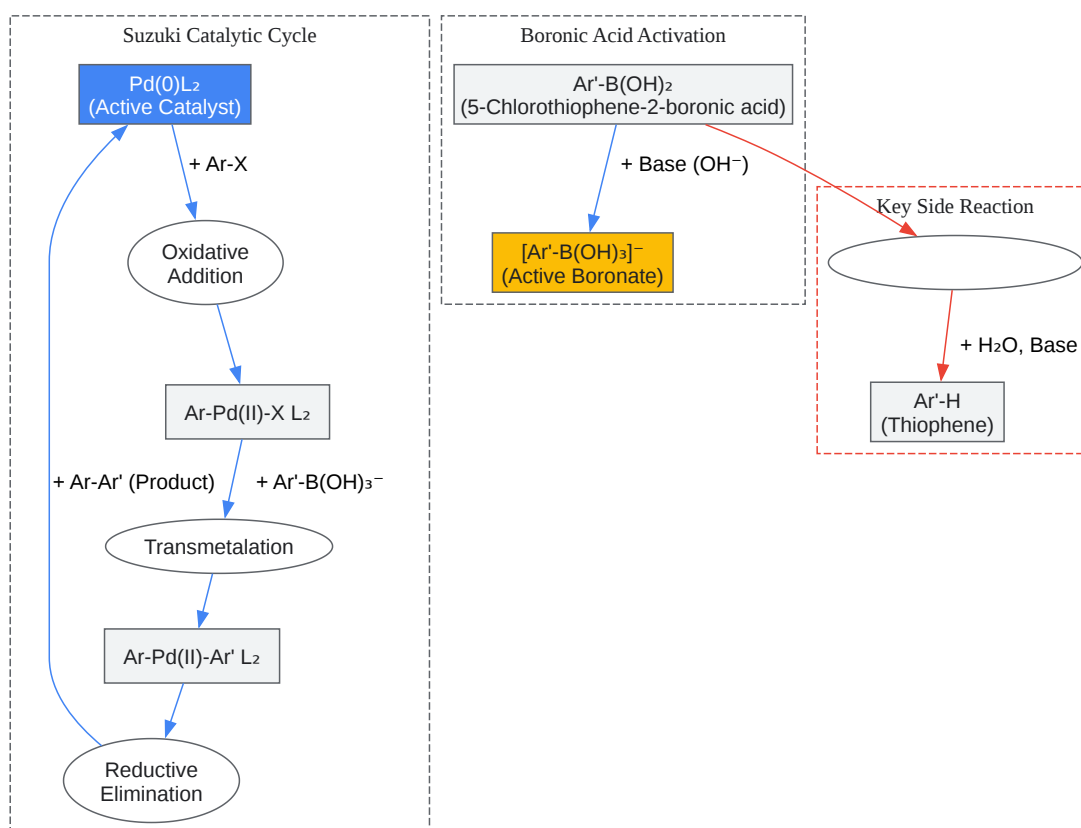 Suzuki Catalytic Cycle
Pd(0)L₂
(Active Catalyst)
+ Ar-X
Oxidative
Addition
Ar-Pd(II)-X L₂
+ Ar-Ar' (Product)
+ Ar'-B(OH)₃⁻
Transmetalation
Ar-Pd(II)-Ar' L₂
Reductive
Elimination
Boronic Acid Activation
Ar'-B(OH)₂
(5-Chlorothiophene-2-boronic acid)
+ Base (OH⁻)
[Ar'-B(OH)₃]⁻
(Active Boronate)
Key Side Reaction
+ H₂O, Base
Ar'-H
(Thiophene)